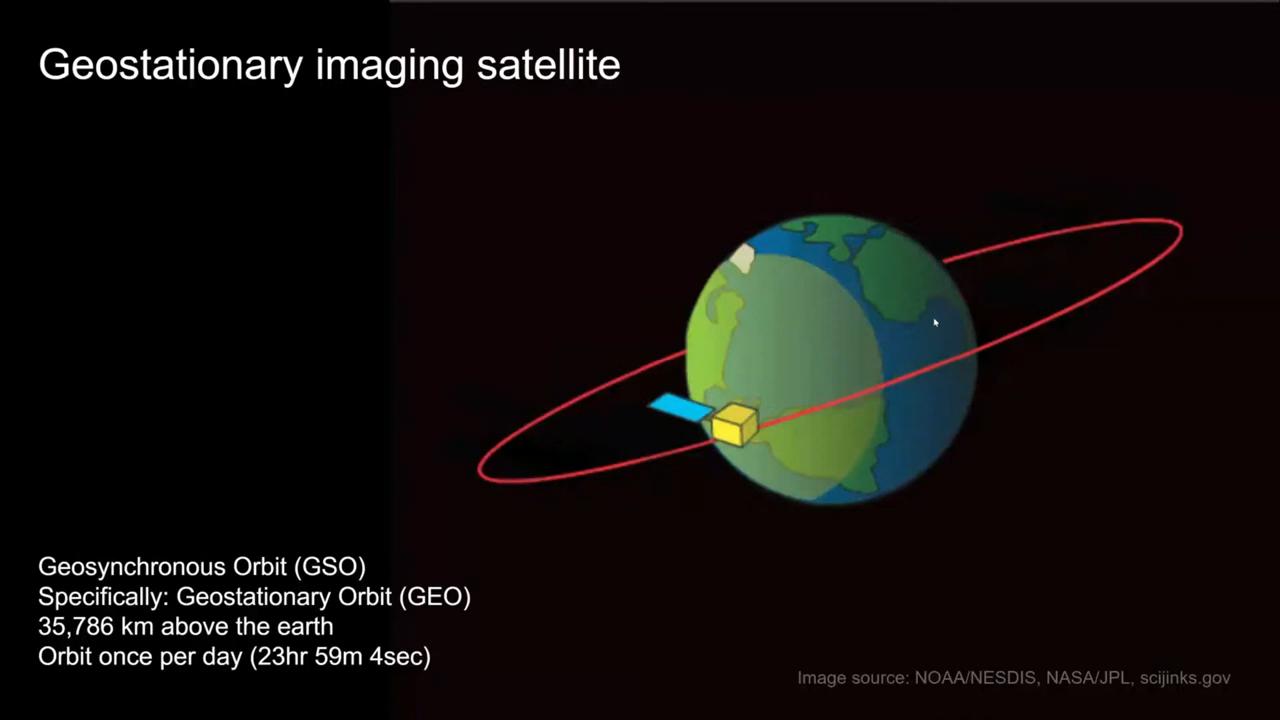 Geostationary imaging satellite
Geosynchronous Orbit (GSO)
Specifically: Geostationary Orbit (GEO)
35,786 km above the earth
Orbit once per day (23hr 59m 4sec)
Image source: NOAA/NESDIS, NASA/JPL, scijinks.gov